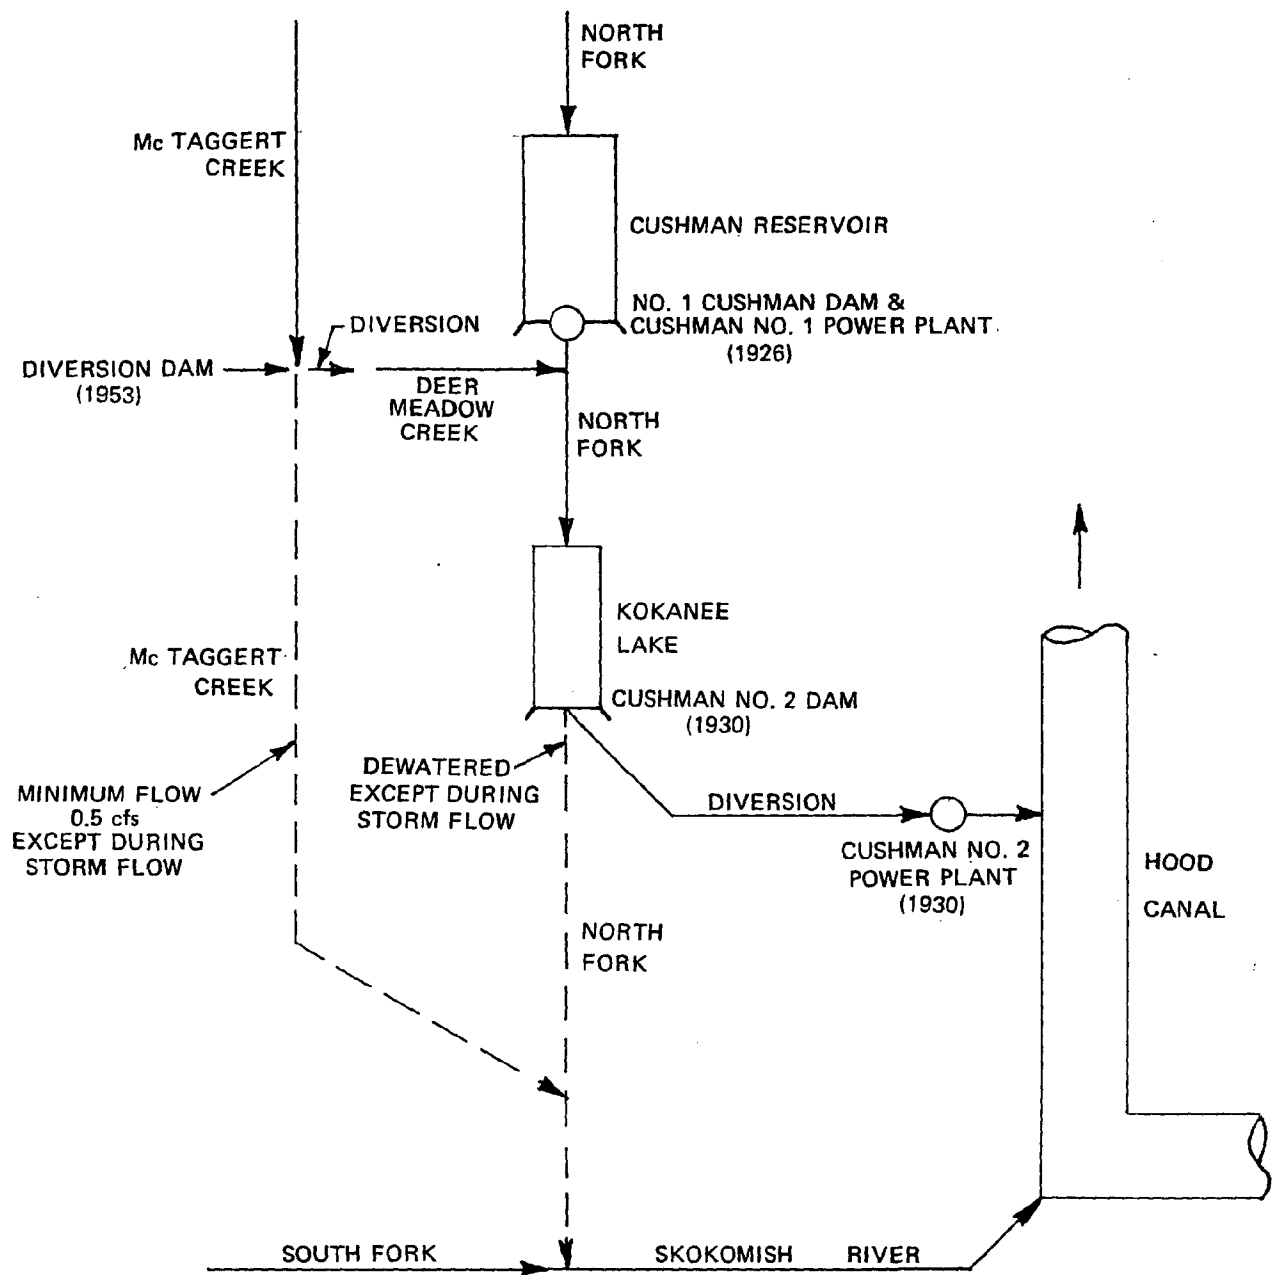 NORTH
FORK
Mc TAGGERT
CREEK
CUSHMAN RESERVOIR
NO. 1 CUSHMAN DAM &
CUSHMAN NO. 1 POWER PLANT
(1926)
DIVERSION
DIVERSION DAM
(1953)
DEER
MEADOW
CREEK
NORTH
FORK
KOKANEE
LAKE
Mc TAGGERT
CREEK
CUSHMAN NO. 2 DAM
(1930)
DEWATERED
EXCEPT DURING
STORM FLOW
MINIMUM FLOW
0.5 cfs
EXCEPT DURING
STORM FLOW
DIVERSION
CUSHMAN NO. 2
POWER PLANT
(1930)
HOOD
CANAL
NORTH
FORK
SOUTH FORK
SKOKOMISH RIVER